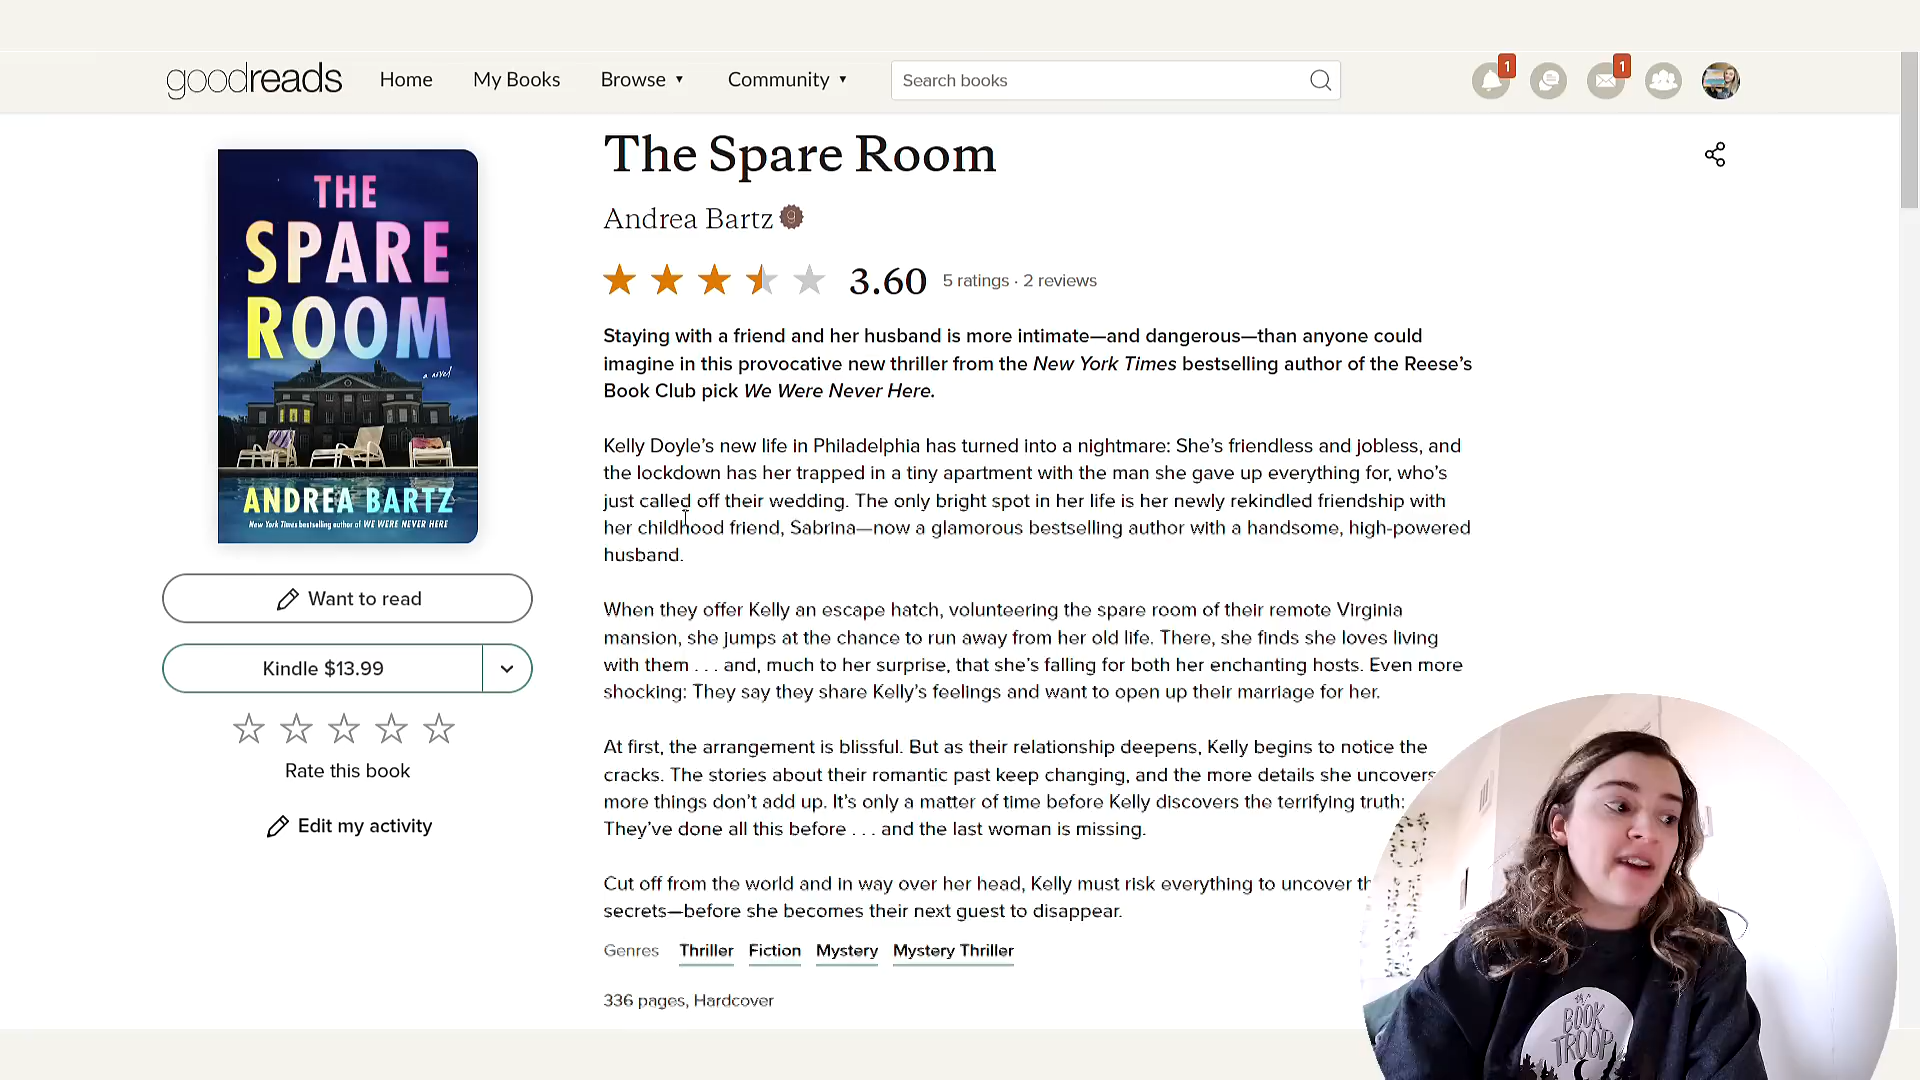 goodreads Home My Books Browse ▼ Community ▼ Search books 1 1
The Spare Room
Andrea Bartz
3.60 5 ratings · 2 reviews
Staying with a friend and her husband is more intimate—and dangerous—than anyone could
imagine in this provocative new thriller from the New York Times bestselling author of the Reese's
Book Club pick We Were Never Here.
Kelly Doyle's new life in Philadelphia has turned into a nightmare: She's friendless and jobless, and
the lockdown has her trapped in a tiny apartment with the man she gave up everything for, who's
just called off their wedding. The only bright spot in her life is her newly rekindled friendship with
her childhood friend, Sabrina—now a glamorous bestselling author with a handsome, high-powered
husband.
When they offer Kelly an escape hatch, volunteering the spare room of their remote Virginia
mansion, she jumps at the chance to run away from her old life. There, she finds she loves living
with them . . . and, much to her surprise, that she's falling for both her enchanting hosts. Even more
shocking: They say they share Kelly's feelings and want to open up their marriage for her.
At first, the arrangement is blissful. But as their relationship deepens, Kelly begins to notice the
cracks. The stories about their romantic past keep changing, and the more details she uncovers
more things don't add up. It's only a matter of time before Kelly discovers the terrifying truth:
They've done all this before . . . and the last woman is missing.
Cut off from the world and in way over her head, Kelly must risk everything to uncover
secrets—before she becomes their next guest to disappear.
Genres Thriller Fiction Mystery Mystery Thriller
336 pages, Hardcover
THE
SPARE
ROOM
a novel
ANDREA BARTZ
New York Times bestselling author of WE WERE NEVER HERE
Want to read
Kindle $13.99
Rate this book
Edit my activity
BOOK
TROOP